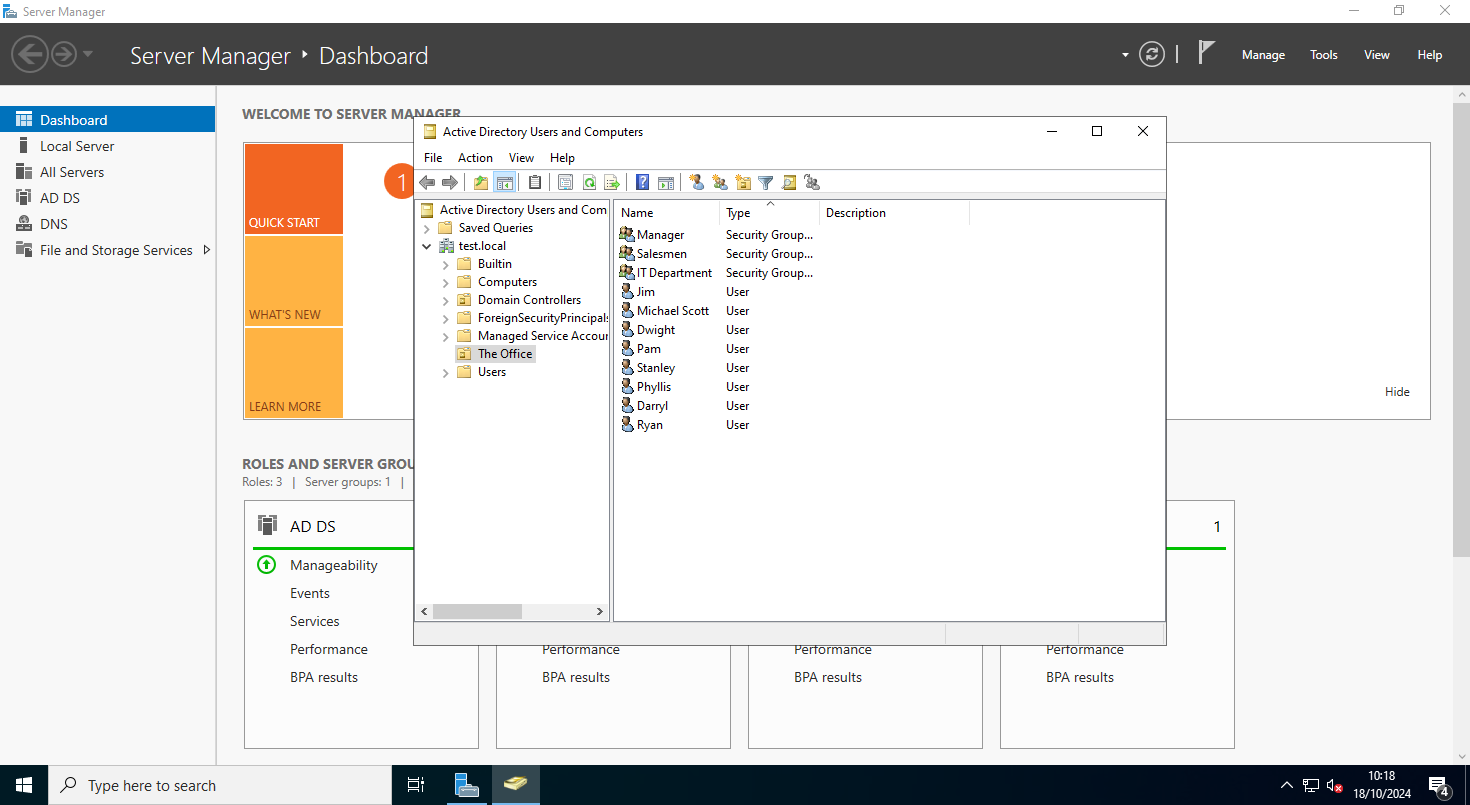 Server Manager
Server Manager ‣ Dashboard
Manage Tools View Help
Dashboard
Local Server
All Servers
AD DS
DNS
File and Storage Services
WELCOME TO SERVER MANAGER
QUICK START
WHAT'S NEW
LEARN MORE
1
Hide
Active Directory Users and Computers
File Action View Help
Active Directory Users and Com
Saved Queries
test.local
Builtin
Computers
Domain Controllers
ForeignSecurityPrincipals
Managed Service Accour
The Office
Users
Name Type Description
Manager Security Group...
Salesmen Security Group...
IT Department Security Group...
Jim User
Michael Scott User
Dwight User
Pam User
Stanley User
Phyllis User
Darryl User
Ryan User
ROLES AND SERVER GROU
Roles: 3 | Server groups: 1 |
AD DS
1
Manageability
Events
Services
Performance
BPA results
Performance
BPA results
Performance
BPA results
Performance
BPA results
Type here to search
10:18
18/10/2024
4